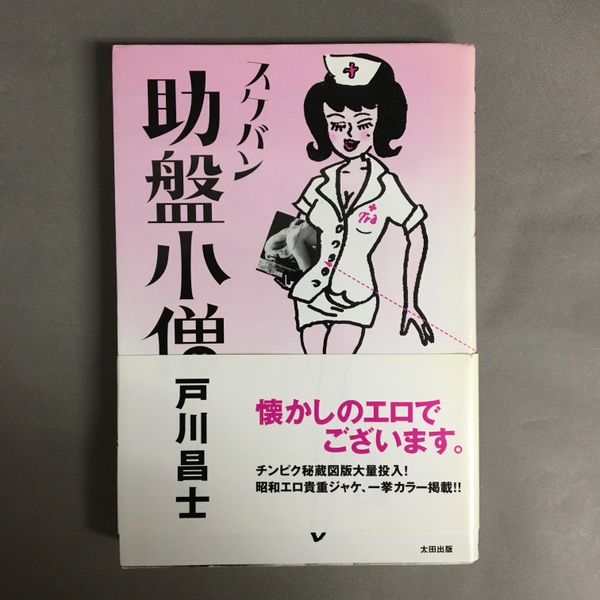 スケバン
助盤小僧
戸川昌士
懐かしのエロで
ございます。
チンピク秘蔵図版大量投入!
昭和エロ貴重ジャケ、一挙カラー掲載!!
太田出版